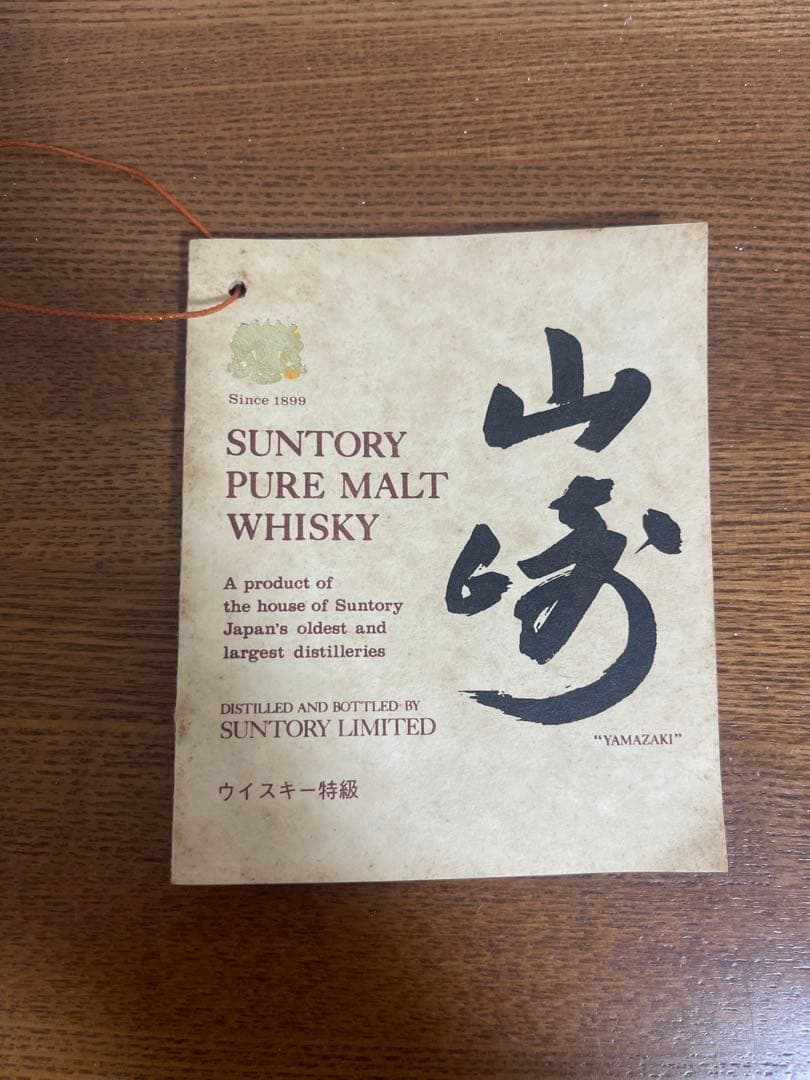 Since 1899
SUNTORY
PURE MALT
WHISKY
A product of
the house of Suntory
Japan's oldest and
largest distilleries
DISTILLED AND BOTTLED BY
SUNTORY LIMITED
ウイスキー特級
山崎
"YAMAZAKI"